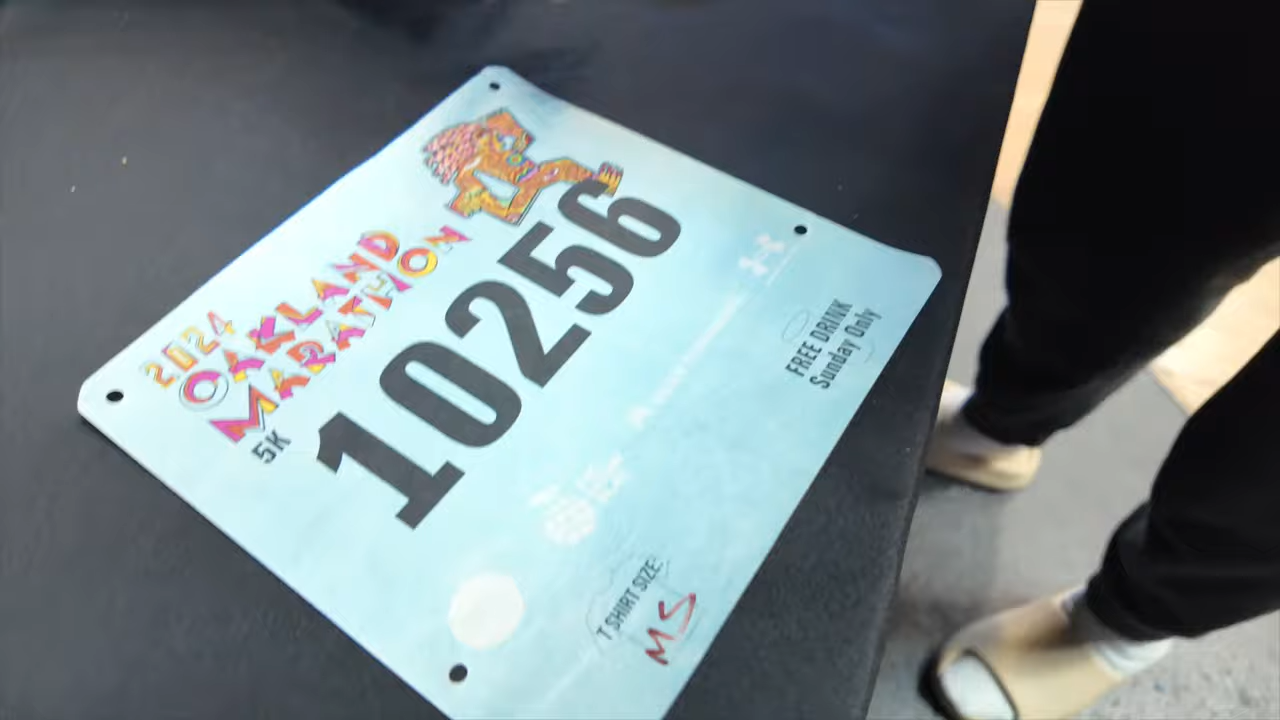 2024
OAKLAND
MARATHON
5K
10256
FREE DRINK
Sunday Only
T SHIRT SIZE:
MS